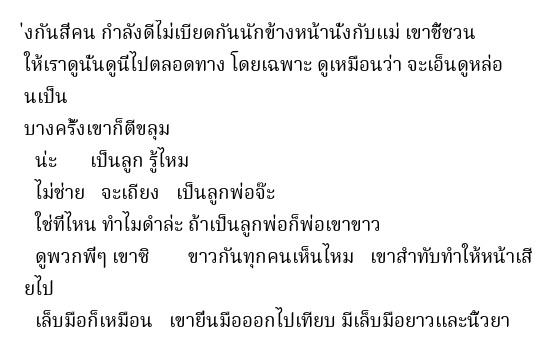 ่งกันสี่คน กำลังดีไม่เบียดกันนักข้างหน้านั่งกับแม่ เขาชี้ชวน
ให้เราดูนั่นดูนี่ไปตลอดทาง โดยเฉพาะ ดูเหมือนว่า จะเอ็นดูหล่อ
นเป็น
บางครั้งเขาก็ตีขลุม
น่ะ เป็นลูก รู้ไหม
ไม่ช่าย จะเถียง เป็นลูกพ่อจ๊ะ
ใช่ที่ไหน ทำไมดำล่ะ ถ้าเป็นลูกพ่อก็พ่อเขาขาว
ดูพวกพี่ๆ เขาซิ ขาวกันทุกคนเห็นไหม เขาสำทับทำให้หน้าเสี
ยไป
เล็บมือก็เหมือน เขายื่นมือออกไปเทียบ มีเล็บมือยาวและนิ้วยา